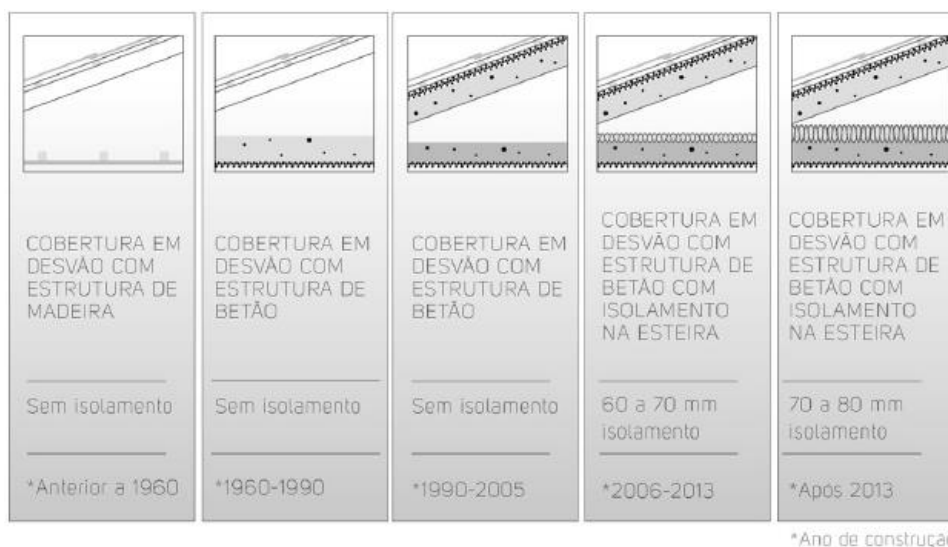 COBERTURA EM
DESVÃO COM
ESTRUTURA DE
MADEIRA
Sem isolamento
*Anterior a 1960
COBERTURA EM
DESVÃO COM
ESTRUTURA DE
BETÃO
Sem isolamento
*1960-1990
COBERTURA EM
DESVÃO COM
ESTRUTURA DE
BETÃO
Sem isolamento
*1990-2005
COBERTURA EM
DESVÃO COM
ESTRUTURA DE
BETÃO COM
ISOLAMENTO
NA ESTEIRA
60 a 70 mm
isolamento
*2006-2013
COBERTURA EM
DESVÃO COM
ESTRUTURA DE
BETÃO COM
ISOLAMENTO
NA ESTEIRA
70 a 80 mm
isolamento
*Após 2013
*Ano de construçã